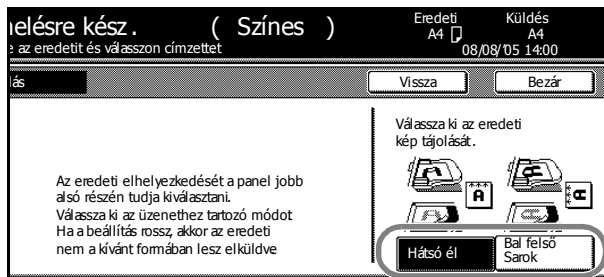 nelésre kész. ( Színes )
e az eredetit és válasszon címzettet
Eredeti Küldés
A4 A4
08/08/'05 14:00
lás
Vissza Bezár
Válassza ki az eredeti
kép tájolását.
Az eredeti elhelyezkedését a panel jobb
alsó részén tudja kiválasztani.
Válassza ki az üzenethez tartozó módot
Ha a beállítás rossz, akkor az eredeti
nem a kívánt formában lesz elküldve
Hátsó él
Bal felső
Sarok